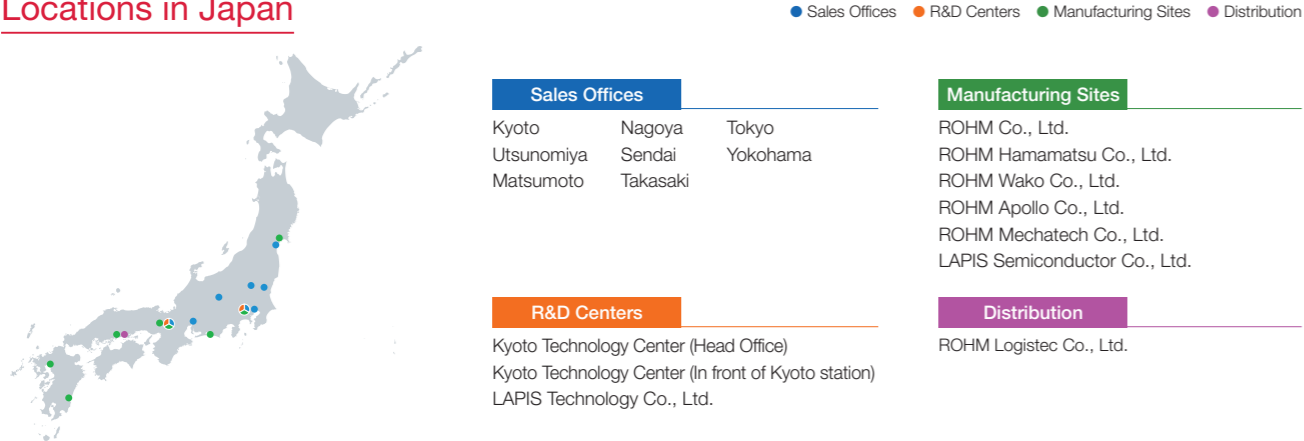 Locations in Japan
Sales Offices R&D Centers Manufacturing Sites Distribution
Sales Offices
Kyoto Nagoya Tokyo
Utsunomiya Sendai Yokohama
Matsumoto Takasaki
Manufacturing Sites
ROHM Co., Ltd.
ROHM Hamamatsu Co., Ltd.
ROHM Wako Co., Ltd.
ROHM Apollo Co., Ltd.
ROHM Mechatech Co., Ltd.
LAPIS Semiconductor Co., Ltd.
R&D Centers
Kyoto Technology Center (Head Office)
Kyoto Technology Center (In front of Kyoto station)
LAPIS Technology Co., Ltd.
Distribution
ROHM Logistec Co., Ltd.